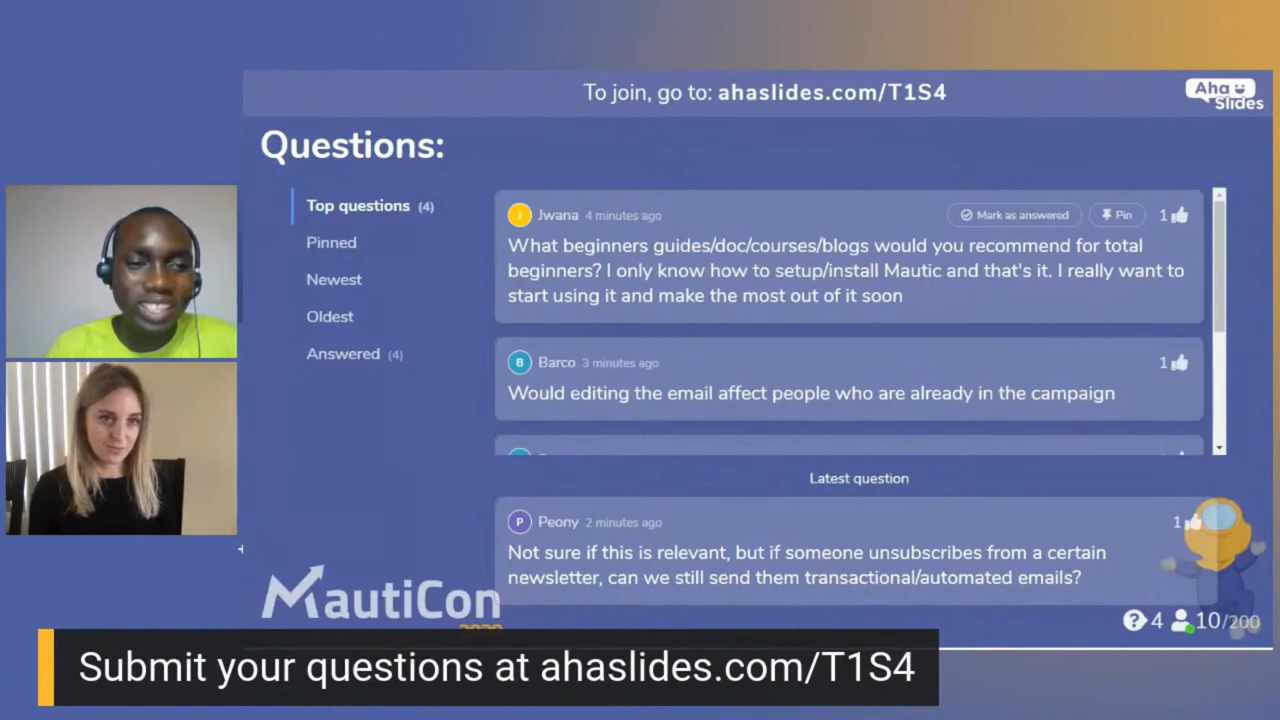 To join, go to: ahaslides.com/T1S4
Aha
Slides
Questions:
Top questions (4)
Pinned
Newest
Oldest
Answered (4)
J Jwana 4 minutes ago
Mark as answered
Pin
1
What beginners guides/doc/courses/blogs would you recommend for total
beginners? I only know how to setup/install Mautic and that's it. I really want to
start using it and make the most out of it soon
B Barco 3 minutes ago
1
Would editing the email affect people who are already in the campaign
Latest question
P Peony 2 minutes ago
1
Not sure if this is relevant, but if someone unsubscribes from a certain
newsletter, can we still send them transactional/automated emails?
MautiCon
4 10/200
Submit your questions at ahaslides.com/T1S4